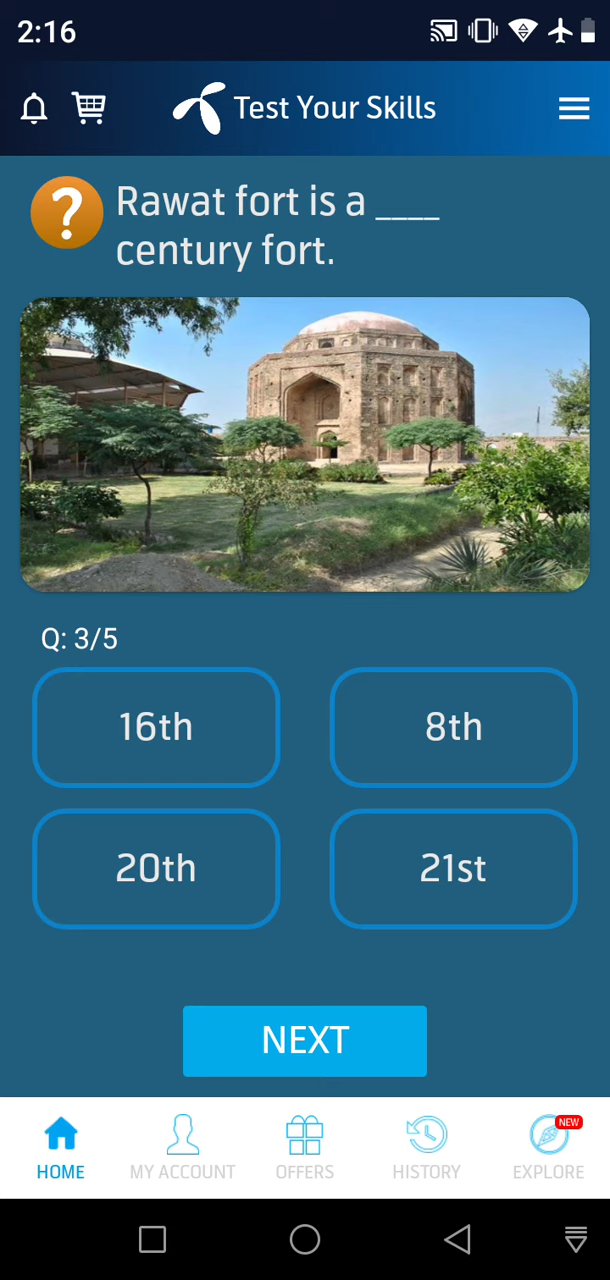 2:16
Test Your Skills
?
Rawat fort is a ____
century fort.
Q: 3/5
16th
8th
20th
21st
NEXT
NEW
HOME
MY ACCOUNT
OFFERS
HISTORY
EXPLORE